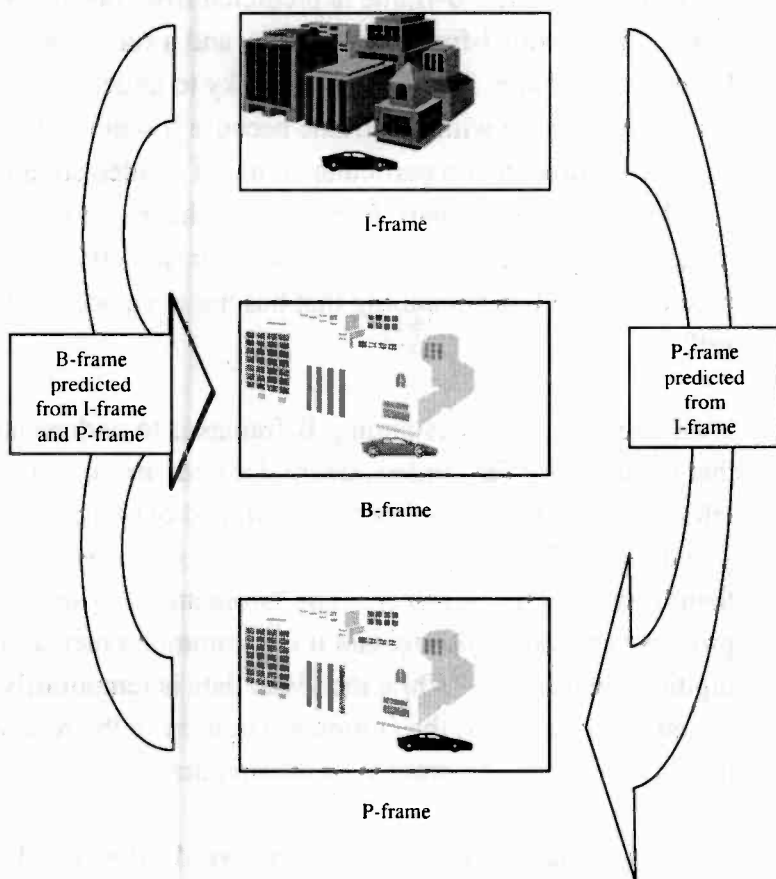 I-frame
B-frame
predicted
from I-frame
and P-frame
P-frame
predicted
from
I-frame
B-frame
P-frame